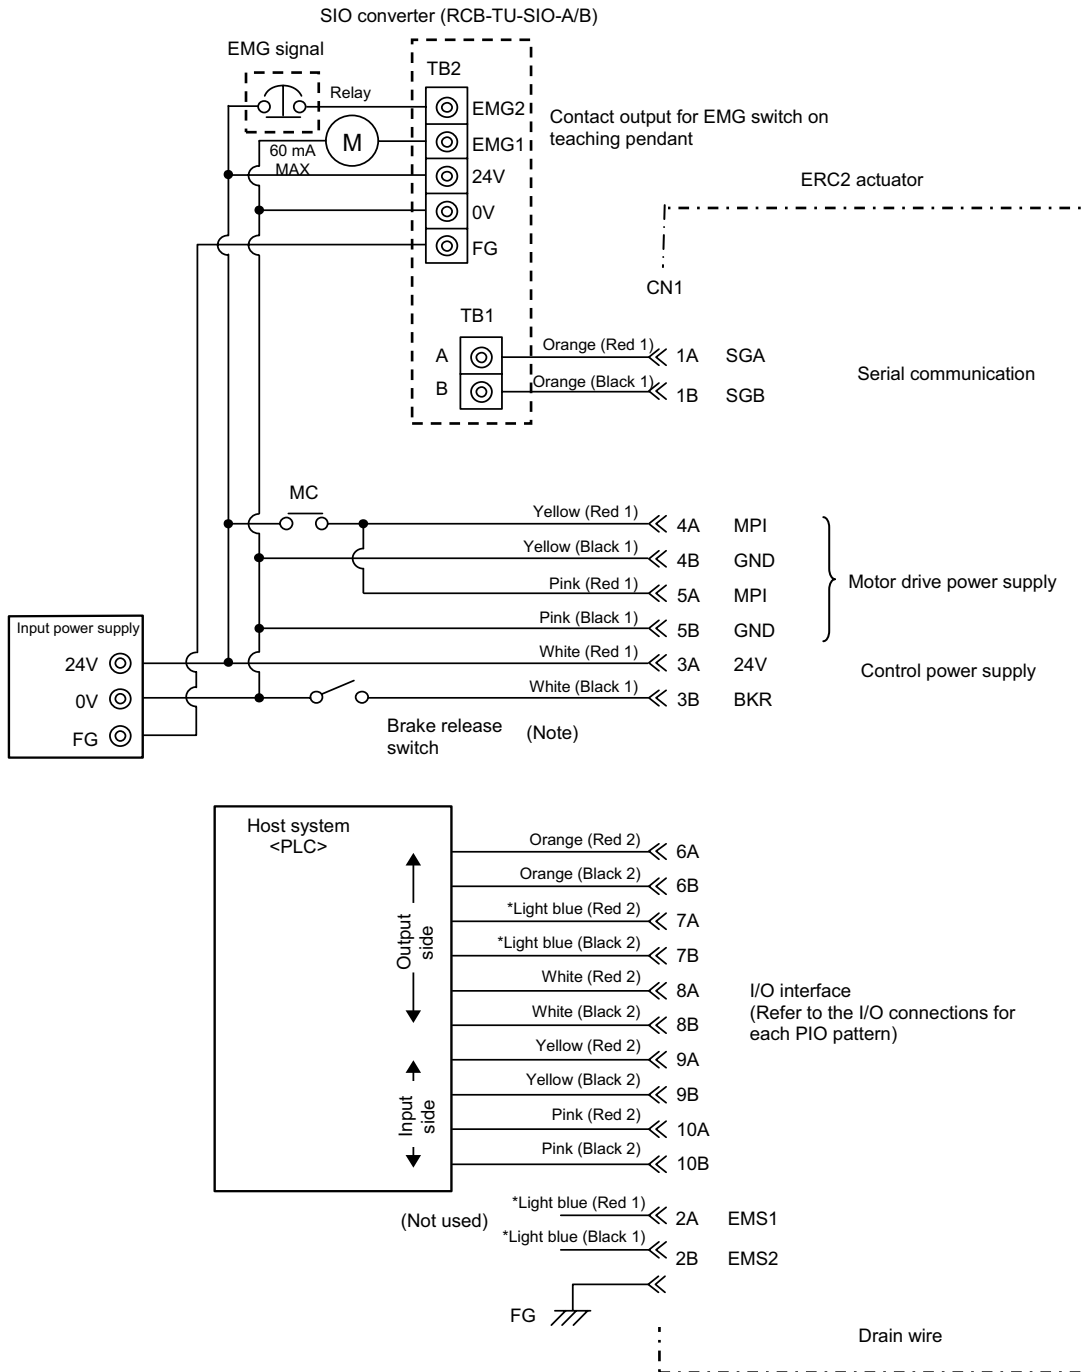 SIO converter (RCB-TU-SIO-A/B)
EMG signal
TB2
Relay
EMG2
Contact output for EMG switch on
teaching pendant
M
EMG1
60 mA
MAX
24V
ERC2 actuator
0V
FG
CN1
TB1
A
Orange (Red 1)
1A
SGA
Serial communication
B
Orange (Black 1)
1B
SGB
MC
Yellow (Red 1)
4A
MPI
Yellow (Black 1)
4B
GND
Motor drive power supply
Pink (Red 1)
5A
MPI
Pink (Black 1)
5B
GND
Input power supply
24V
White (Red 1)
3A
24V
Control power supply
0V
White (Black 1)
3B
BKR
Brake release
switch
(Note)
FG
Host system
<PLC>
Output
side
Input
side
Orange (Red 2)
6A
Orange (Black 2)
6B
*Light blue (Red 2)
7A
*Light blue (Black 2)
7B
White (Red 2)
8A
I/O interface
(Refer to the I/O connections for
each PIO pattern)
White (Black 2)
8B
Yellow (Red 2)
9A
Yellow (Black 2)
9B
Pink (Red 2)
10A
Pink (Black 2)
10B
(Not used)
*Light blue (Red 1)
2A
EMS1
*Light blue (Black 1)
2B
EMS2
FG
Drain wire